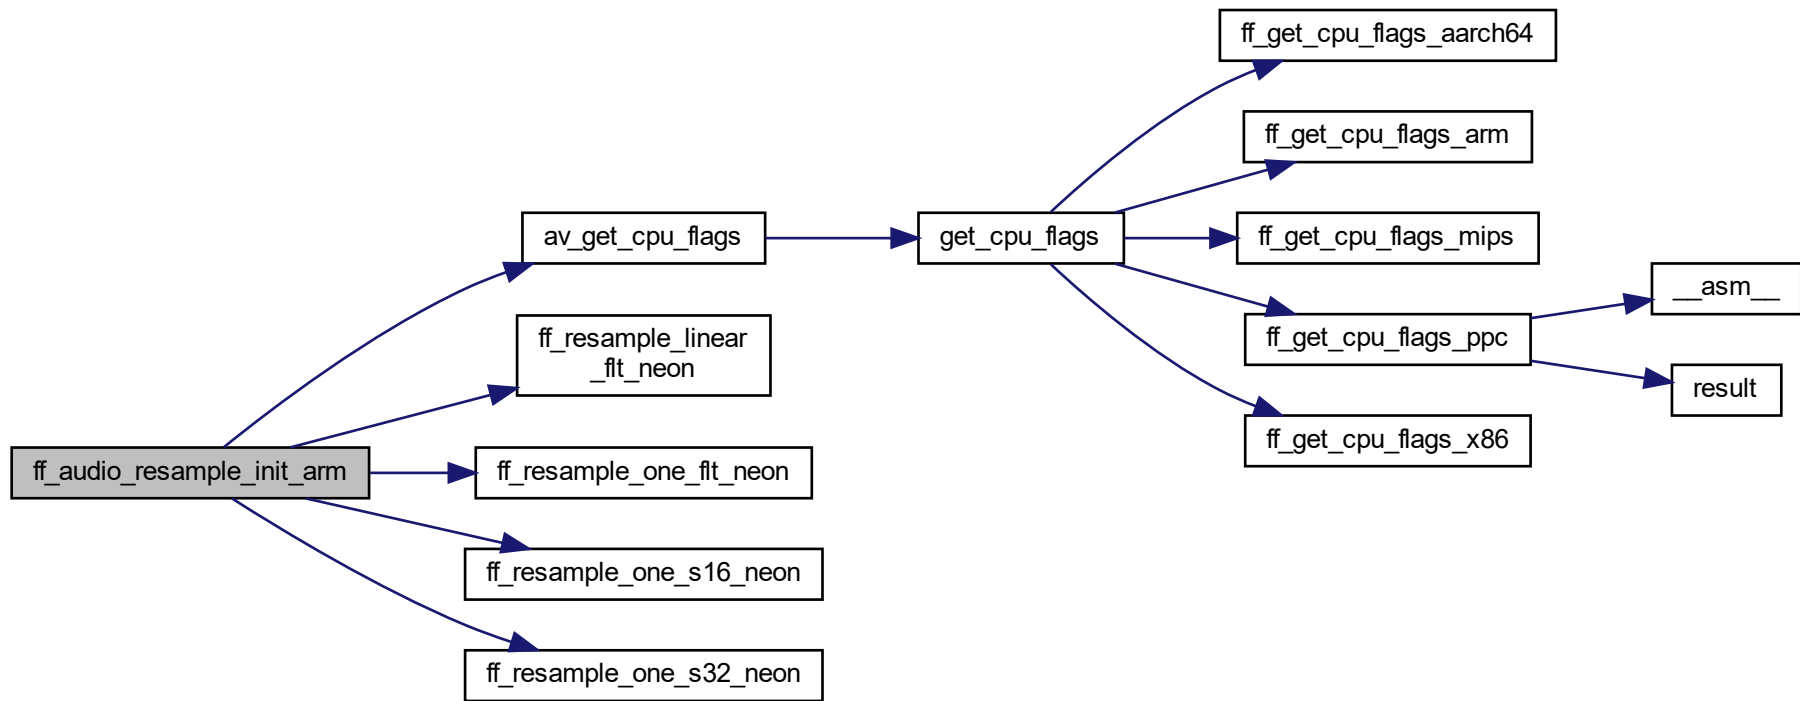 ff_get_cpu_flags_aarch64
ff_get_cpu_flags_arm
av_get_cpu_flags
get_cpu_flags
ff_get_cpu_flags_mips
__asm__
ff_resample_linear
_flt_neon
ff_get_cpu_flags_ppc
result
ff_get_cpu_flags_x86
ff_audio_resample_init_arm
ff_resample_one_flt_neon
ff_resample_one_s16_neon
ff_resample_one_s32_neon